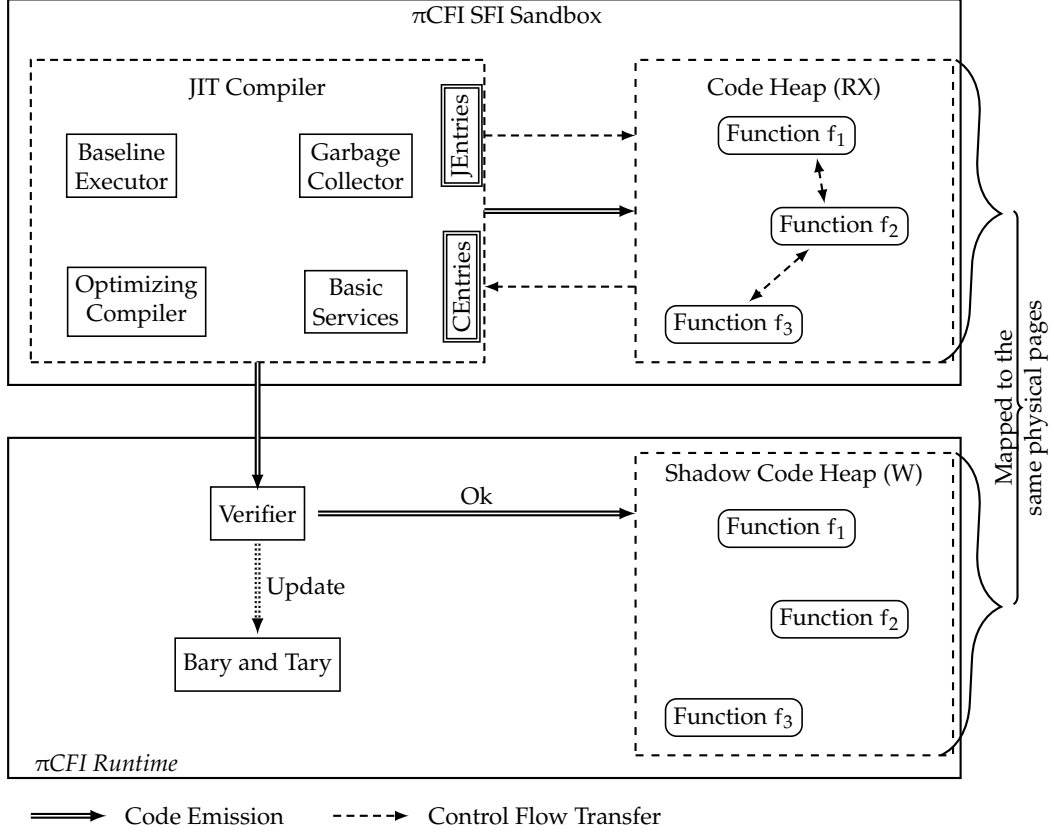 πCFI SFI Sandbox
JIT Compiler
Baseline
Executor
Garbage
Collector
Optimizing
Compiler
Basic
Services
JEntries
CEntries
Code Heap (RX)
Function f₁
Function f₂
Function f₃
Mapped to the
same physical pages
Verifier
Ok
Update
Bary and Tary
Shadow Code Heap (W)
Function f₁
Function f₂
Function f₃
πCFI Runtime
Code Emission
Control Flow Transfer